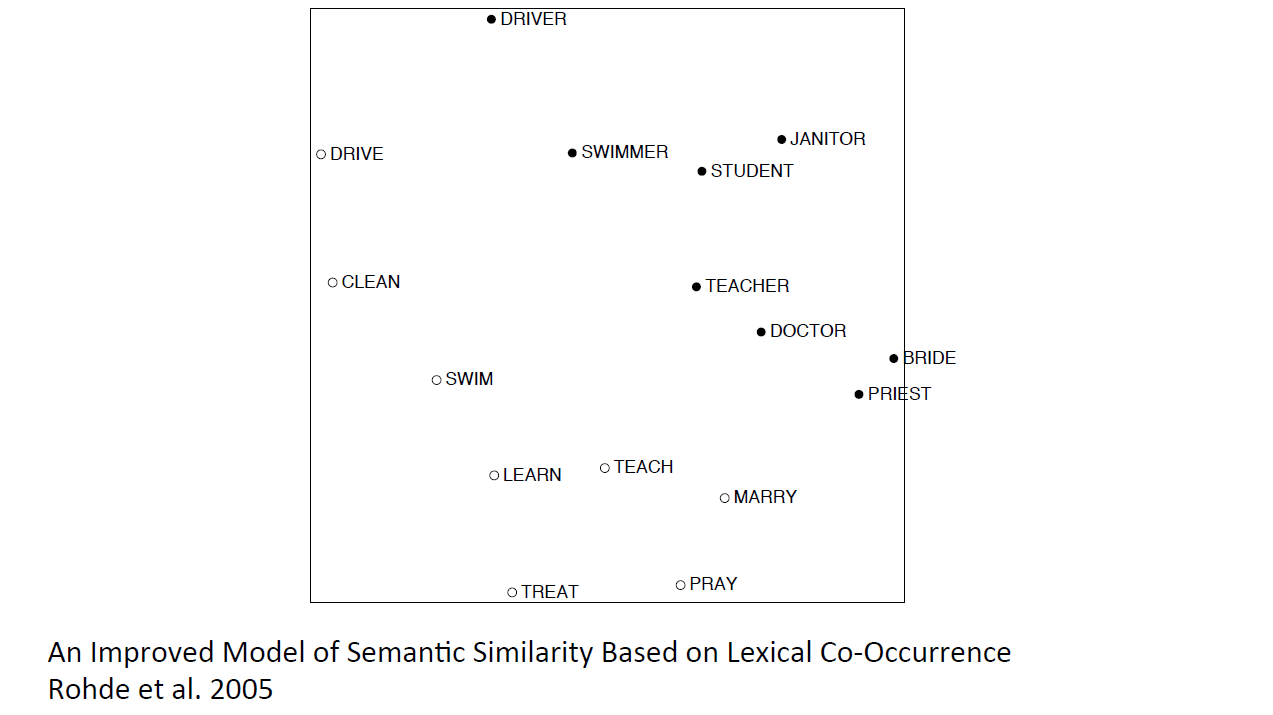 DRIVER
JANITOR
DRIVE
SWIMMER
STUDENT
CLEAN
TEACHER
DOCTOR
BRIDE
SWIM
PRIEST
LEARN
TEACH
MARRY
TREAT
PRAY
An Improved Model of Semantic Similarity Based on Lexical Co-Occurrence
Rohde et al. 2005